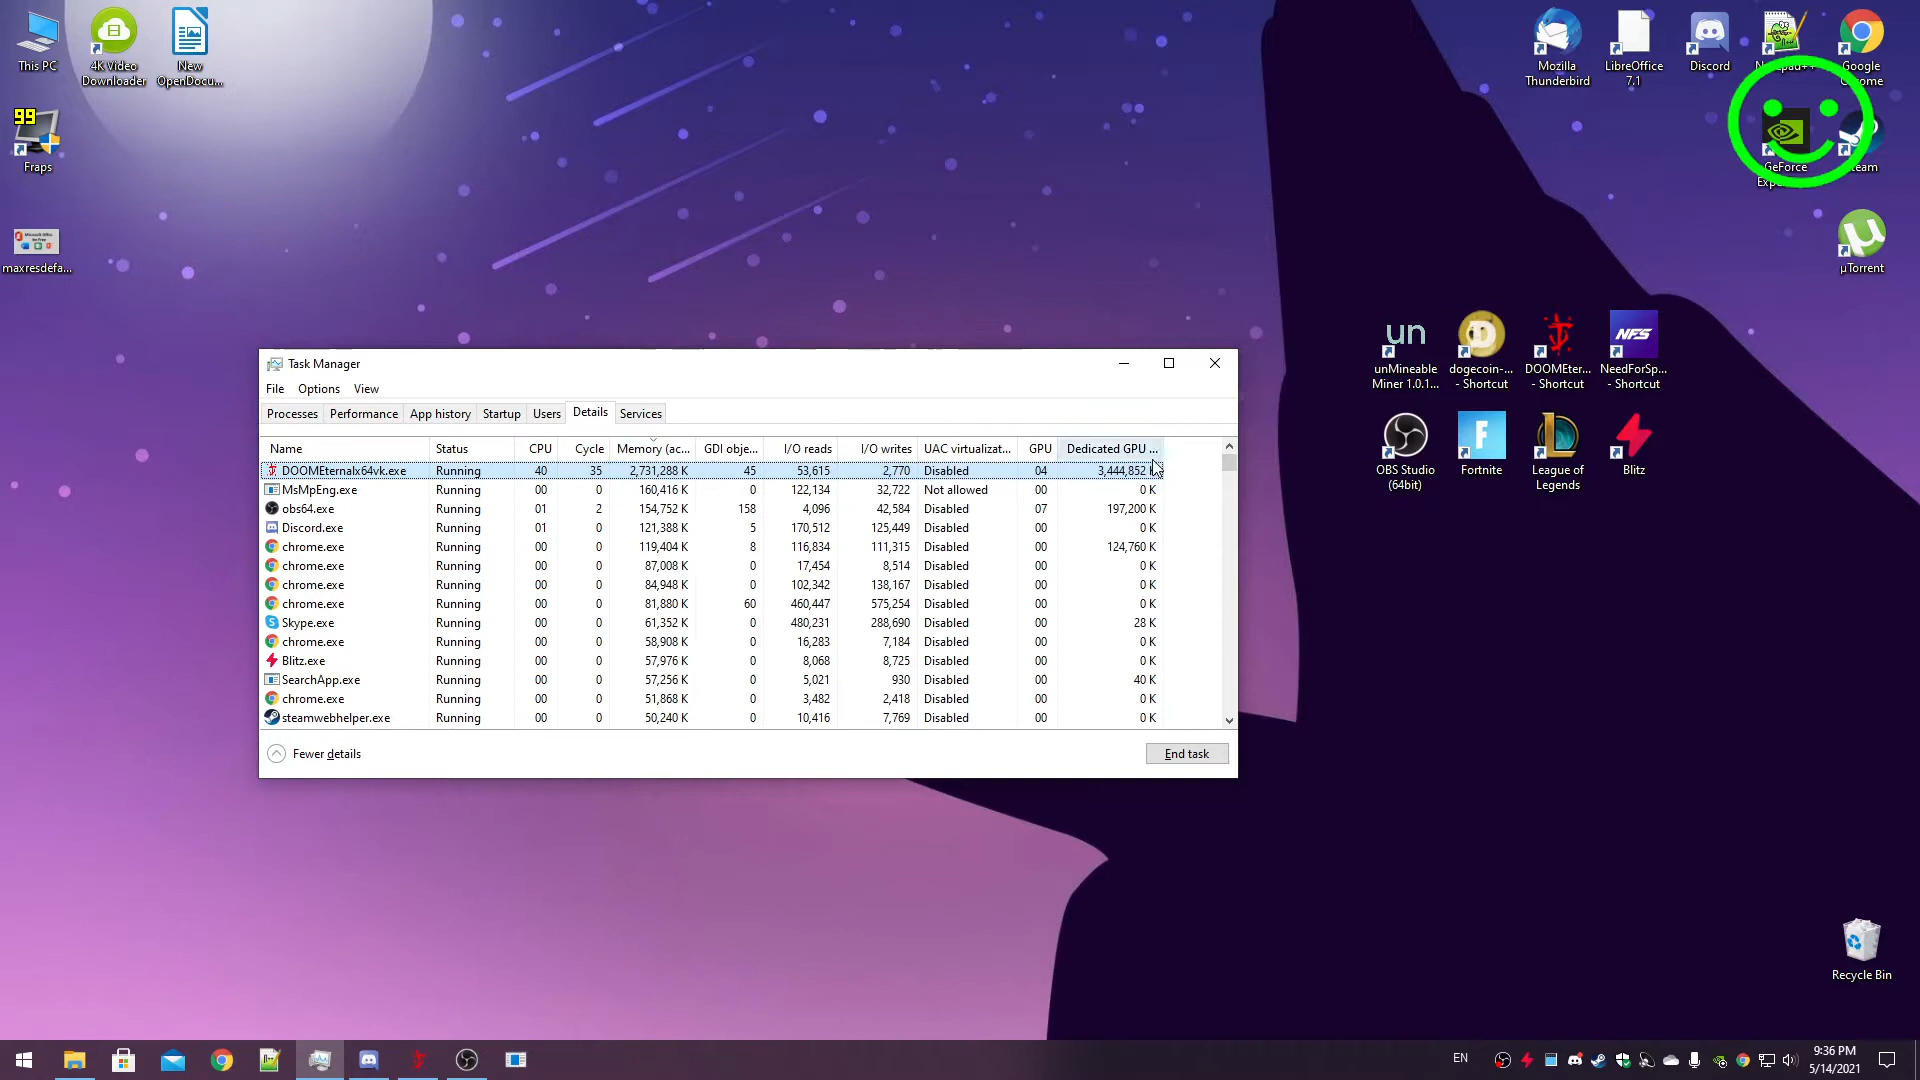 This PC
4K Video
Downloader
New
OpenDocu...
99
Fraps
maxresdefa...
Mozilla
Thunderbird
LibreOffice
7.1
Discord
Notepad++
Google
Chrome
GeForce
µTorrent
un
unMineable
Miner 1.0.1...
dogecoin-...
- Shortcut
DOOMEter...
- Shortcut
NFS
NeedForSp...
- Shortcut
OBS Studio
(64bit)
Fortnite
League of
Legends
Blitz
Recycle Bin
Task Manager
File Options View
Processes Performance App history Startup Users Details Services
Name Status CPU Cycle Memory (ac... GDI obje... I/O reads I/O writes UAC virtualizat... GPU Dedicated GPU ...
DOOMEternalx64vk.exe Running 40 35 2,731,288 K 45 53,615 2,770 Disabled 04 3,444,852
MsMpEng.exe Running 00 0 160,416 K 0 122,134 32,722 Not allowed 00 0 K
obs64.exe Running 01 2 154,752 K 158 4,096 42,584 Disabled 07 197,200 K
Discord.exe Running 01 0 121,388 K 5 170,512 125,449 Disabled 00 0 K
chrome.exe Running 00 0 119,404 K 8 116,834 111,315 Disabled 00 124,760 K
chrome.exe Running 00 0 87,008 K 0 17,454 8,514 Disabled 00 0 K
chrome.exe Running 00 0 84,948 K 0 102,342 138,167 Disabled 00 0 K
chrome.exe Running 00 0 81,880 K 60 460,447 575,254 Disabled 00 0 K
Skype.exe Running 00 0 61,352 K 0 480,231 288,690 Disabled 00 28 K
chrome.exe Running 00 0 58,908 K 0 16,283 7,184 Disabled 00 0 K
Blitz.exe Running 00 0 57,976 K 0 8,068 8,725 Disabled 00 0 K
SearchApp.exe Running 00 0 57,256 K 0 5,021 930 Disabled 00 40 K
chrome.exe Running 00 0 51,868 K 0 3,482 2,418 Disabled 00 0 K
steamwebhelper.exe Running 00 0 50,240 K 0 10,416 7,769 Disabled 00 0 K
Fewer details
End task
EN
9:36 PM
5/14/2021